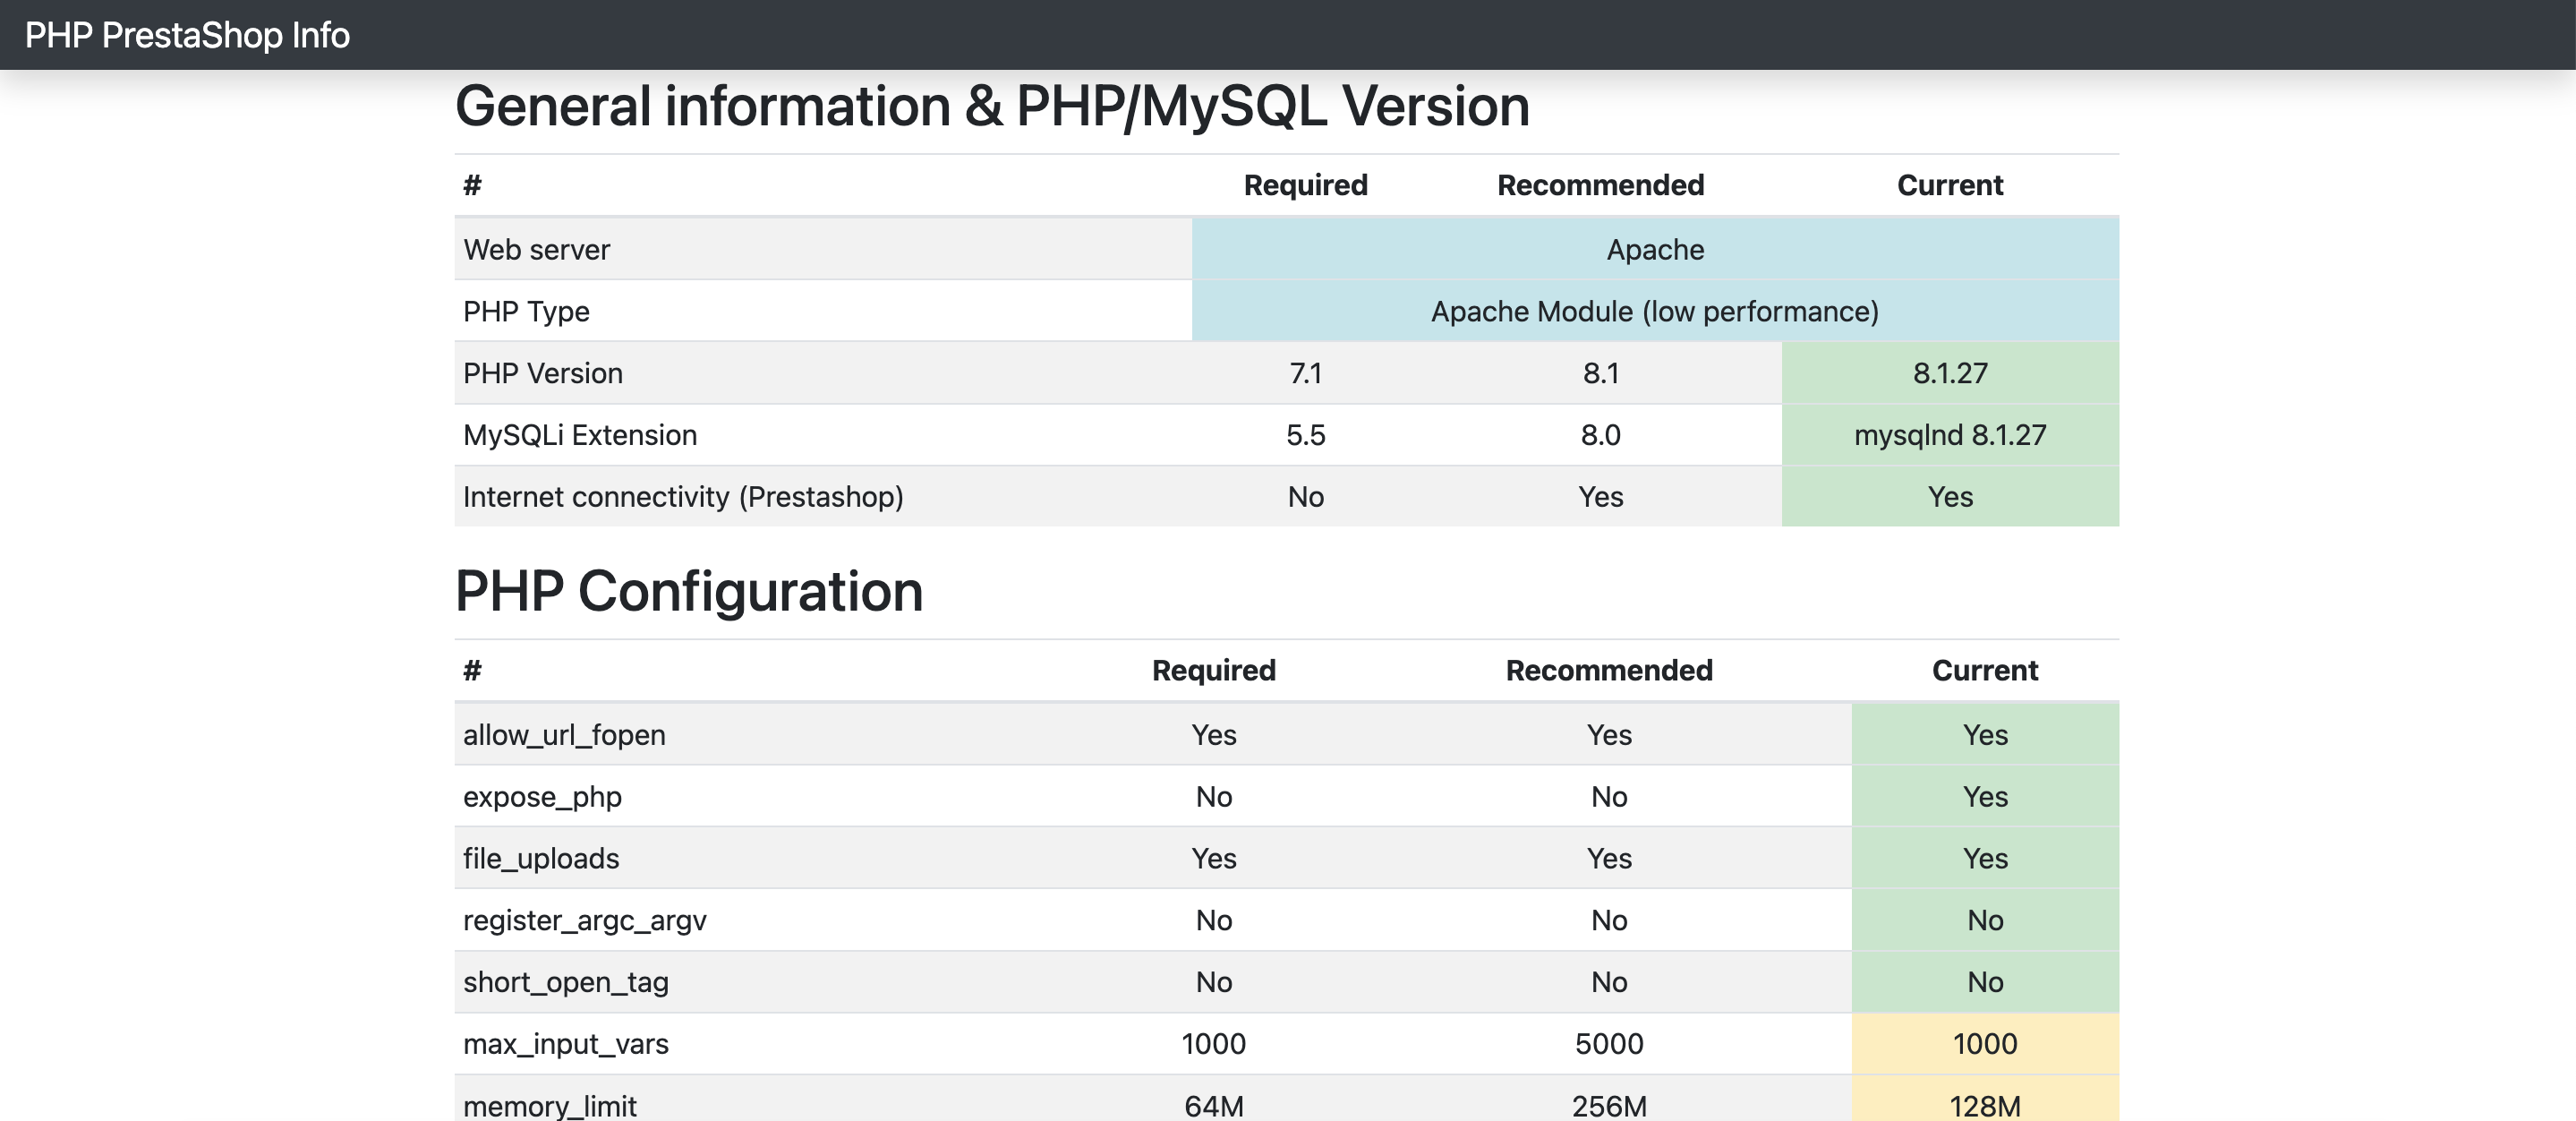 PHP PrestaShop Info
General information & PHP/MySQL Version
# Required Recommended Current
Web server Apache
PHP Type Apache Module (low performance)
PHP Version 7.1 8.1 8.1.27
MySQLi Extension 5.5 8.0 mysqlnd 8.1.27
Internet connectivity (Prestashop) No Yes Yes
PHP Configuration
# Required Recommended Current
allow_url_fopen Yes Yes Yes
expose_php No No Yes
file_uploads Yes Yes Yes
register_argc_argv No No No
short_open_tag No No No
max_input_vars 1000 5000 1000
memory_limit 64M 256M 128M